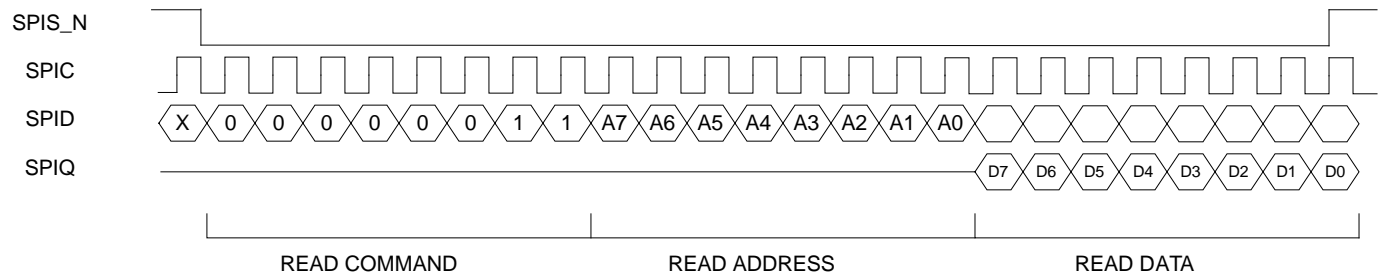 SPIS_N
SPIC
SPID X 0 0 0 0 0 0 1 1 A7 A6 A5 A4 A3 A2 A1 A0
SPIQ D7 D6 D5 D4 D3 D2 D1 D0
READ COMMAND READ ADDRESS READ DATA